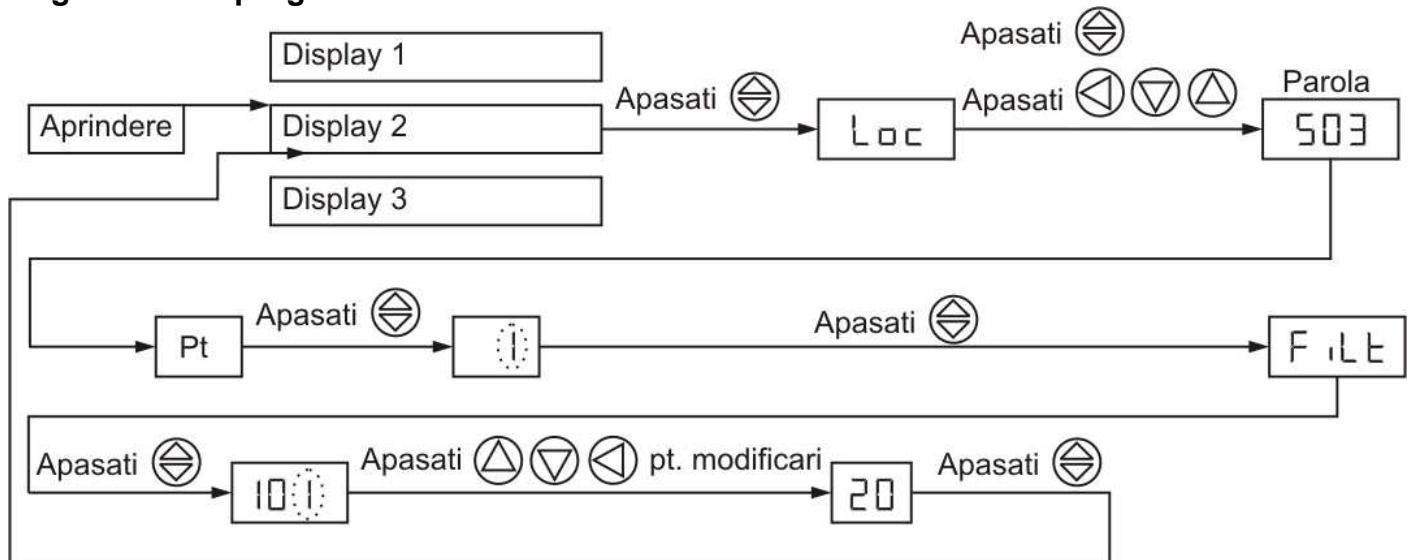 Display 1
Apasati
Aprindere
Display 2
Apasati
Loc
Apasati
Parola
503
Display 3
Pt
Apasati
1
Apasati
FiLt
Apasati
101
Apasati pt. modificari
20
Apasati